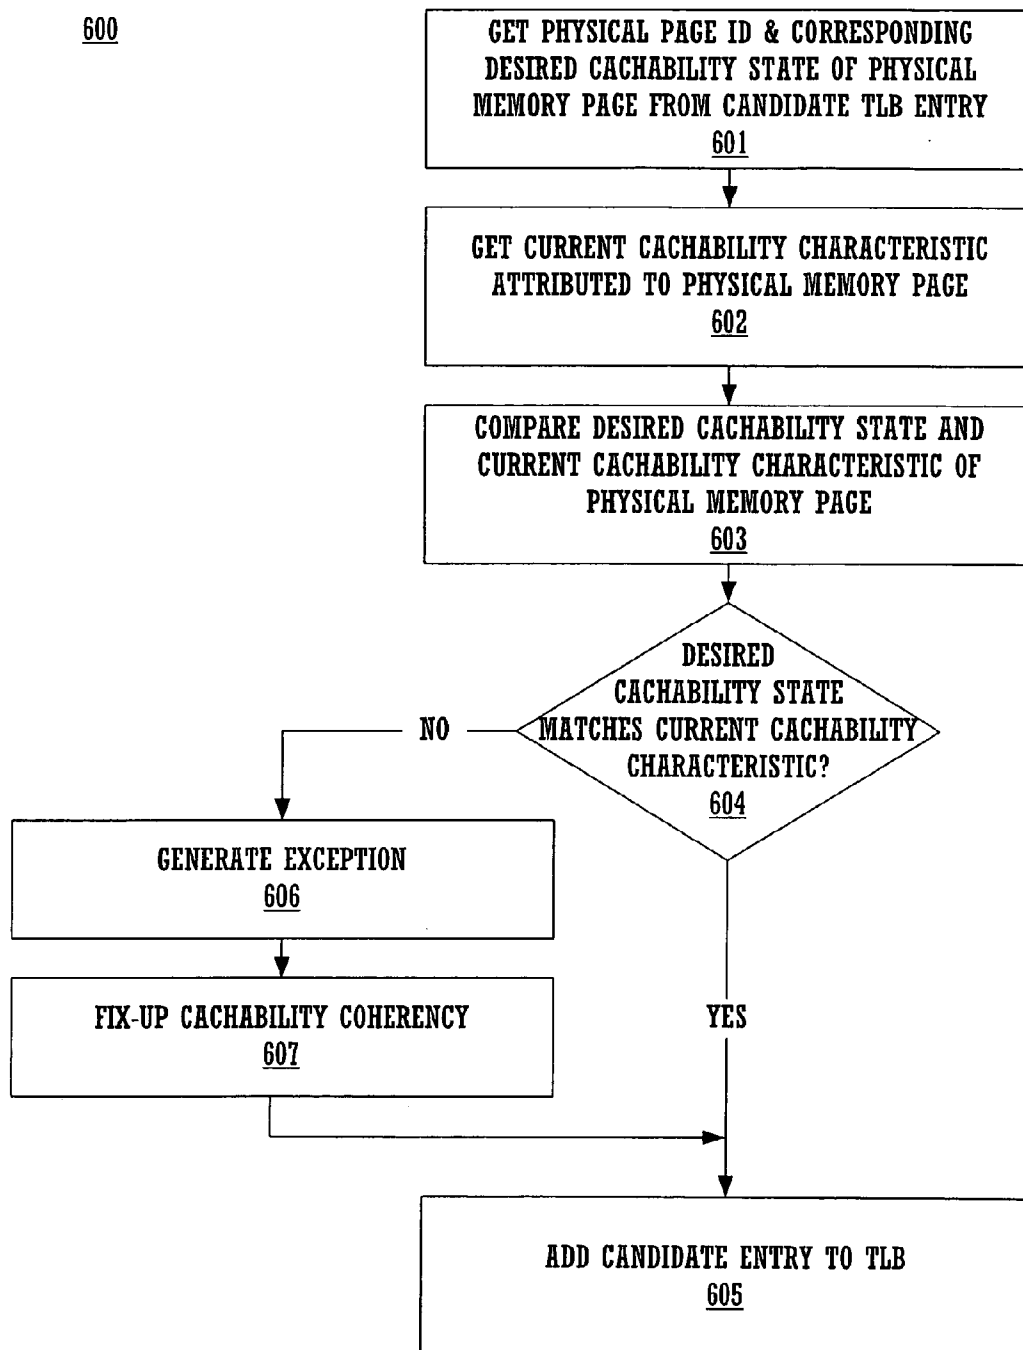 600
GET PHYSICAL PAGE ID & CORRESPONDING
DESIRED CACHABILITY STATE OF PHYSICAL
MEMORY PAGE FROM CANDIDATE TLB ENTRY
601
GET CURRENT CACHABILITY CHARACTERISTIC
ATTRIBUTED TO PHYSICAL MEMORY PAGE
602
COMPARE DESIRED CACHABILITY STATE AND
CURRENT CACHABILITY CHARACTERISTIC OF
PHYSICAL MEMORY PAGE
603
DESIRED
CACHABILITY STATE
MATCHES CURRENT CACHABILITY
CHARACTERISTIC?
604
NO
GENERATE EXCEPTION
606
FIX-UP CACHABILITY COHERENCY
607
YES
ADD CANDIDATE ENTRY TO TLB
605